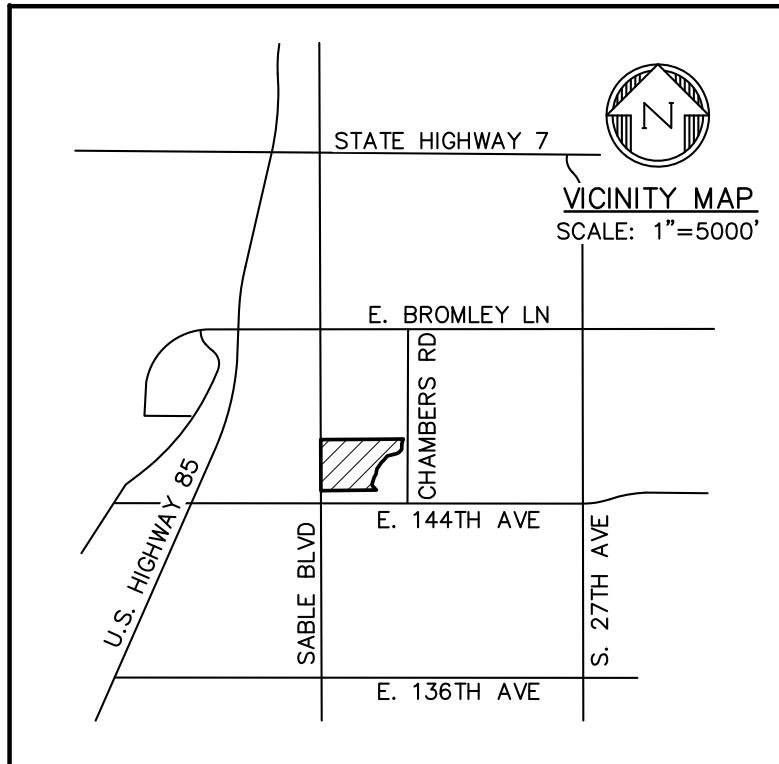 N
STATE HIGHWAY 7
VICINITY MAP
SCALE: 1"=5000'
E. BROMLEY LN
CHAMBERS RD
U.S. HIGHWAY 85
SABLE BLVD
E. 144TH AVE
S. 27TH AVE
E. 136TH AVE